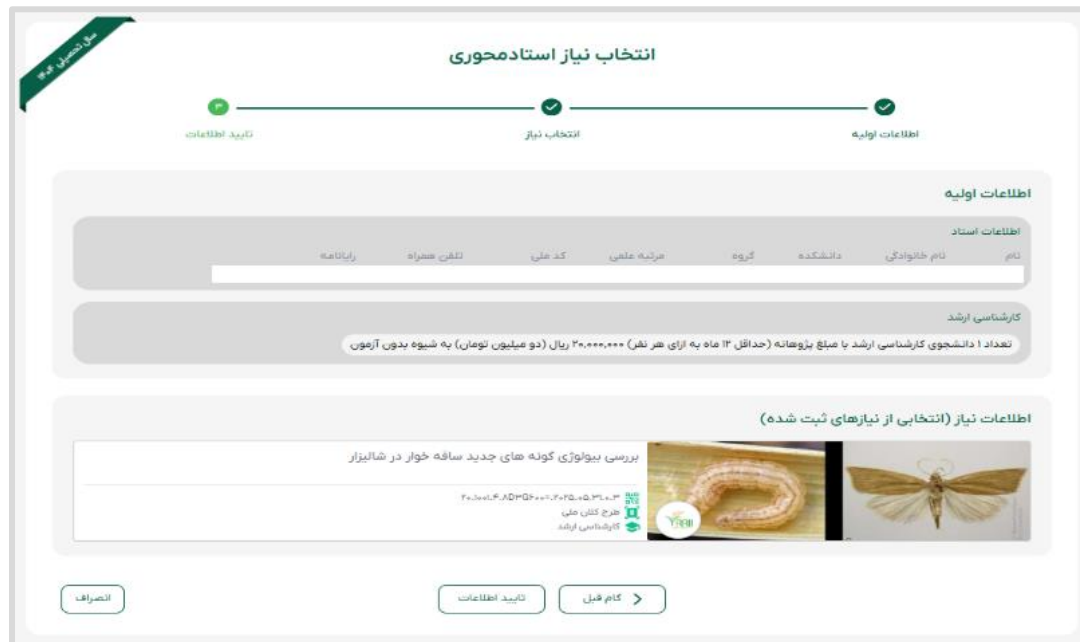 سال تحصیلی ۱۴۰۴
انتخاب نیاز استادمحوری
۳
اطلاعات اولیه
انتخاب نیاز
تایید اطلاعات
اطلاعات اولیه
اطلاعات استاد
نام نام خانوادگی دانشکده گروه مرتبه علمی کد ملی تلفن همراه رایانامه
کارشناسی ارشد
تعداد ۱ دانشجوی کارشناسی ارشد با مبلغ پژوهانه (حداقل ۱۲ ماه به ازای هر نفر) ۲۰,۰۰۰,۰۰۰ ریال (دو میلیون تومان) به شیوه بدون آزمون
اطلاعات نیاز (انتخابی از نیازهای ثبت شده)
بررسی بیولوژی گونه های جدید ساقه خوار در شالیزار
طرح کلان ملی
کارشناسی ارشد
گام قبل
تایید اطلاعات
انصراف